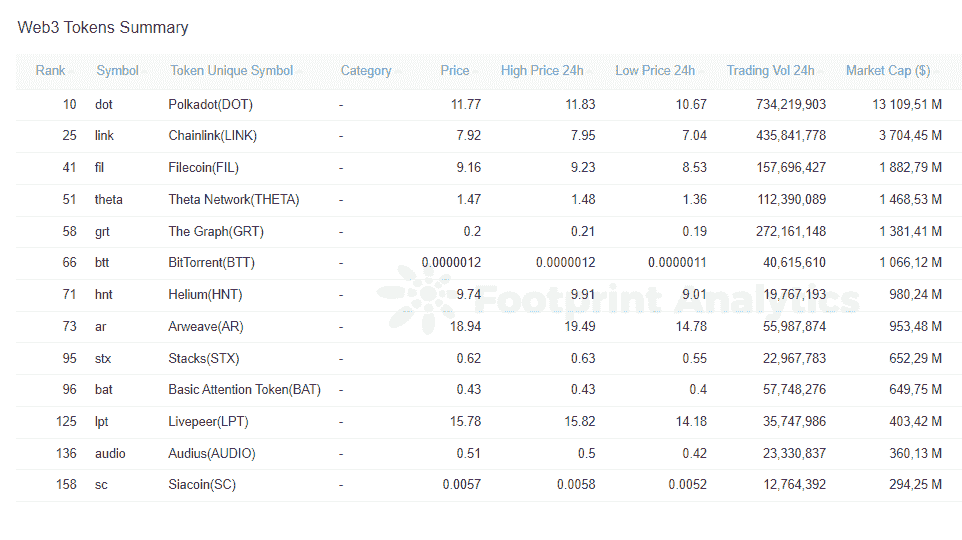 Web3 Tokens Summary
Rank Symbol Token Unique Symbol Category Price High Price 24h Low Price 24h Trading Vol 24h Market Cap ($)
10 dot Polkadot(DOT) - 11.77 11.83 10.67 734,219,903 13 109,51 M
25 link Chainlink(LINK) - 7.92 7.95 7.04 435,841,778 3 704,45 M
41 fil Filecoin(FIL) - 9.16 9.23 8.53 157,696,427 1 882,79 M
51 theta Theta Network(THETA) - 1.47 1.48 1.36 112,390,089 1 468,53 M
58 grt The Graph(GRT) - 0.2 0.21 0.19 272,161,148 1 381,41 M
66 btt BitTorrent(BTT) - 0.0000012 0.0000012 0.0000011 40,615,610 1 066,12 M
71 hnt Helium(HNT) - 9.74 9.91 9.01 19,767,193 980,24 M
Footprint Analytics
73 ar Arweave(AR) - 18.94 19.49 14.78 55,987,874 953,48 M
95 stx Stacks(STX) - 0.62 0.63 0.55 22,967,783 652,29 M
96 bat Basic Attention Token(BAT) - 0.43 0.43 0.4 57,748,276 649,75 M
125 lpt Livepeer(LPT) - 15.78 15.82 14.18 35,747,986 403,42 M
136 audio Audius(AUDIO) - 0.51 0.5 0.42 23,330,837 360,13 M
158 sc Siacoin(SC) - 0.0057 0.0058 0.0052 12,764,392 294,25 M